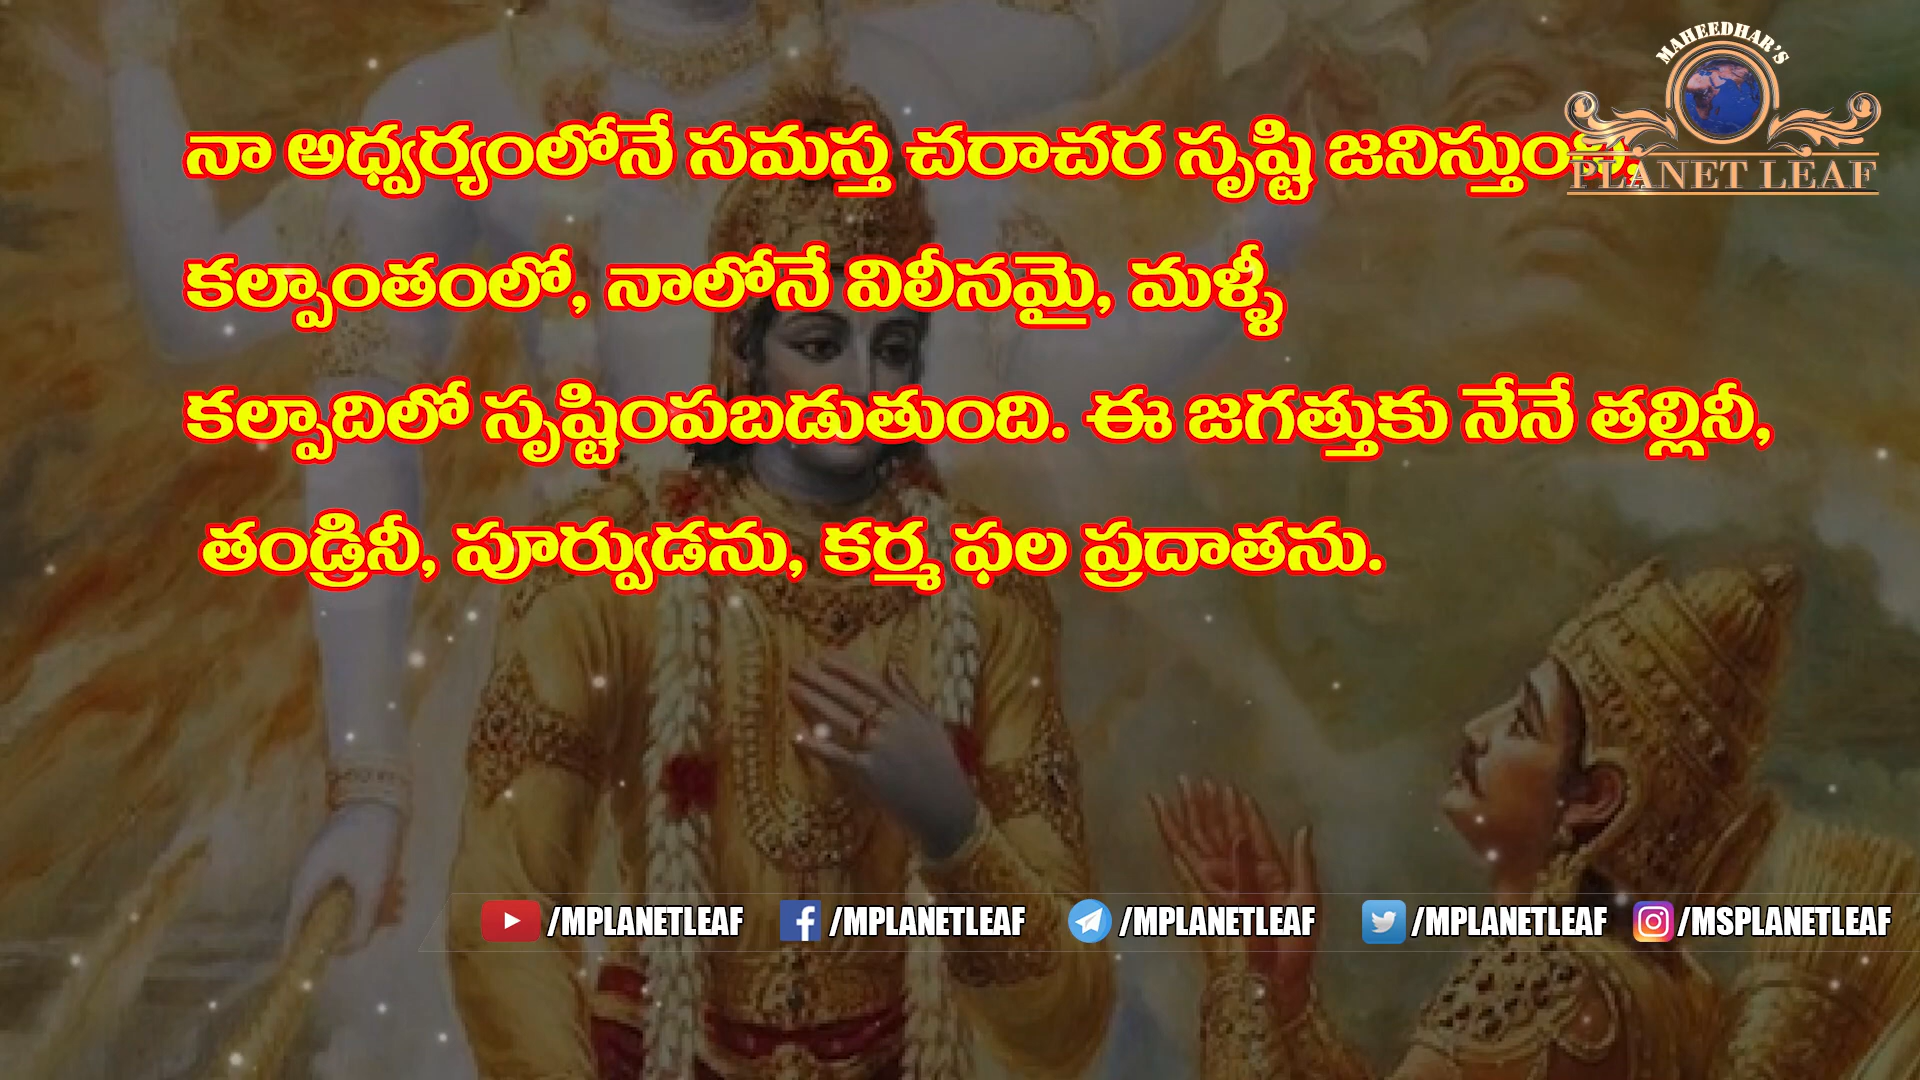 MAHEEDHAR'S
PLANET LEAF
నా అధ్వర్యంలోనే సమస్త చరాచర సృష్టి
కల్పాంతంలో, నాలోనే విలీనమై, మళ్ళీ
కల్పాదిలో సృష్టింపబడుతుంది. ఈ జగత్తుకు నేనే తల్లినీ,
తండ్రినీ, పూర్వుడను, కర్మ ఫల ప్రదాతను.
/MPLANETLEAF /MPLANETLEAF /MPLANETLEAF /MPLANETLEAF /MSPLANETLEAF